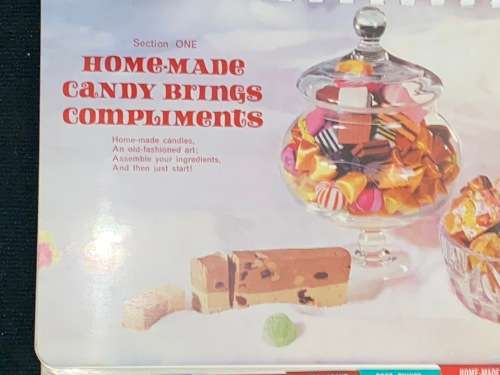 Section ONE
HOME-MADE
CANDY BRINGS
COMPLIMENTS
Home-made candies,
An old-fashioned art;
Assemble your ingredients,
And then just start!
HOME-MADE